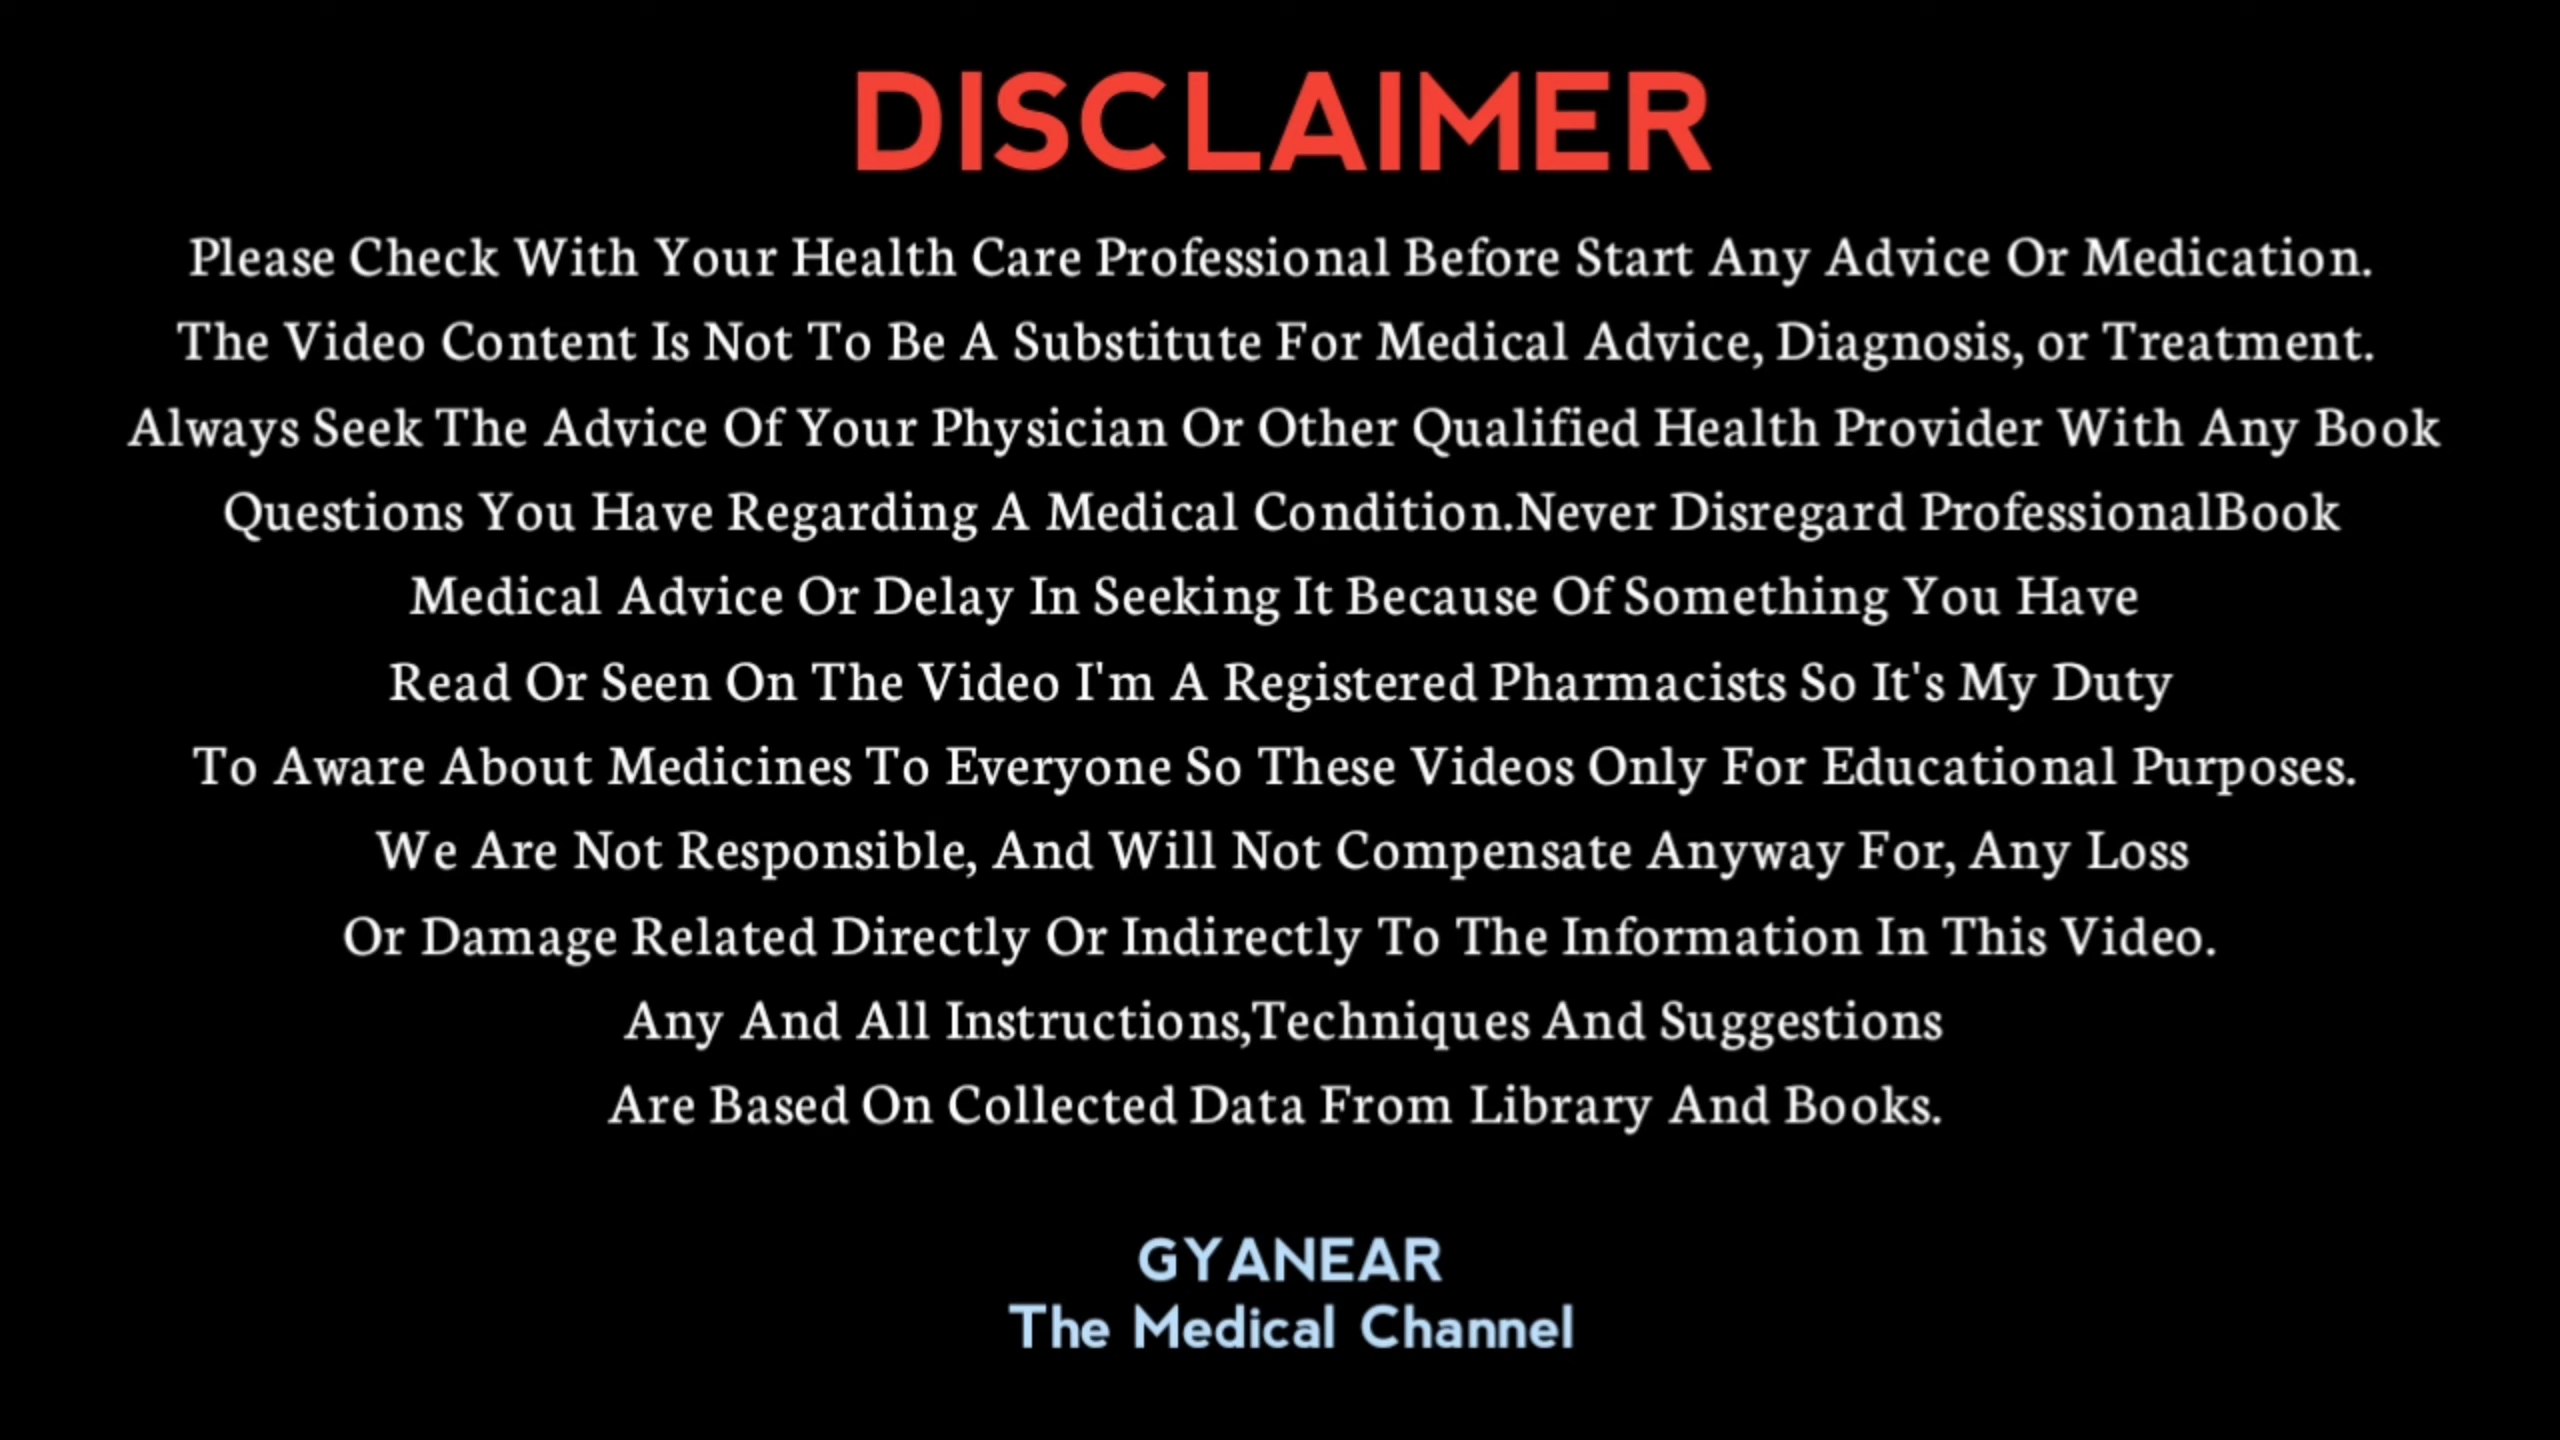 DISCLAIMER
Please Check With Your Health Care Professional Before Start Any Advice Or Medication.
The Video Content Is Not To Be A Substitute For Medical Advice, Diagnosis, or Treatment.
Always Seek The Advice Of Your Physician Or Other Qualified Health Provider With Any Book
Questions You Have Regarding A Medical Condition.Never Disregard ProfessionalBook
Medical Advice Or Delay In Seeking It Because Of Something You Have
Read Or Seen On The Video I'm A Registered Pharmacists So It's My Duty
To Aware About Medicines To Everyone So These Videos Only For Educational Purposes.
We Are Not Responsible, And Will Not Compensate Anyway For, Any Loss
Or Damage Related Directly Or Indirectly To The Information In This Video.
Any And All Instructions,Techniques And Suggestions
Are Based On Collected Data From Library And Books.
GYANEAR
The Medical Channel